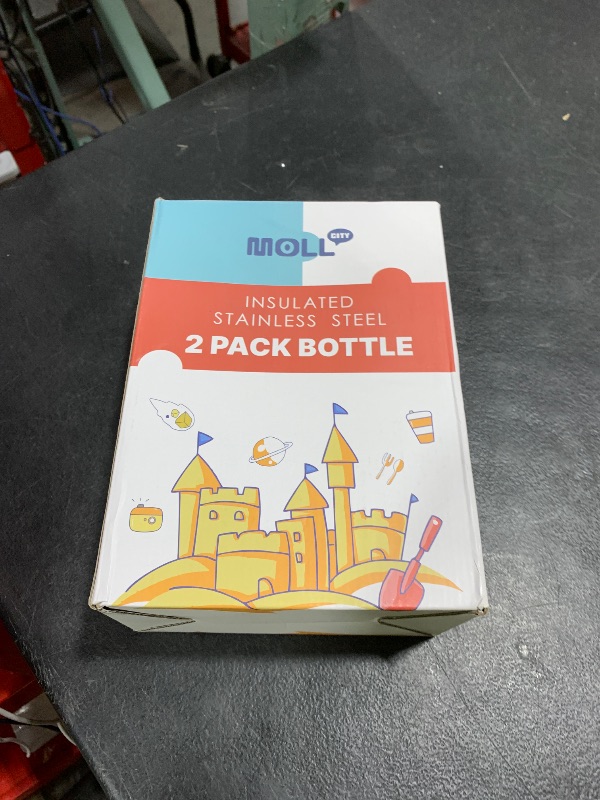 MOLL CITY
INSULATED
STAINLESS STEEL
2 PACK BOTTLE